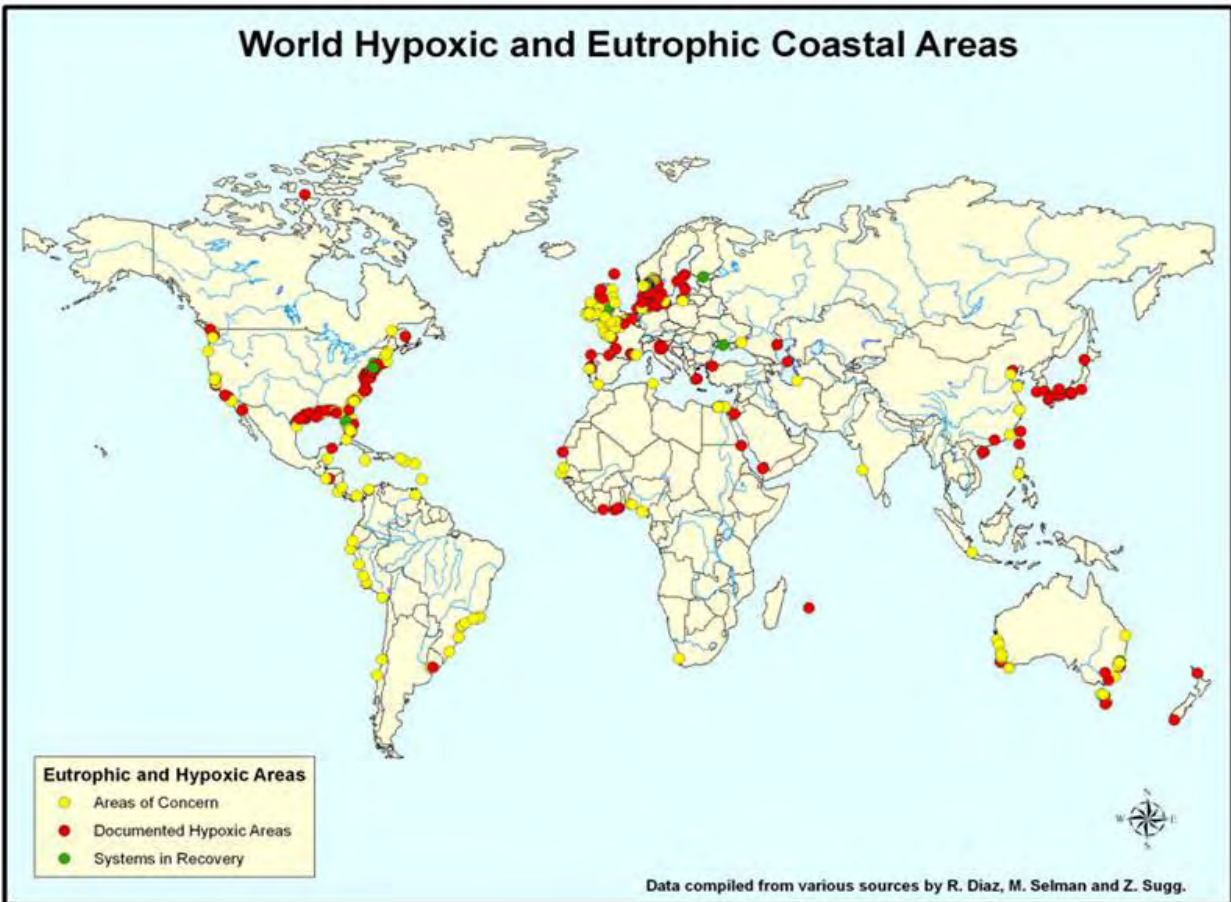 World Hypoxic and Eutrophic Coastal Areas
Eutrophic and Hypoxic Areas
Areas of Concern
Documented Hypoxic Areas
Systems in Recovery
N
W E
S
Data compiled from various sources by R. Diaz, M. Selman and Z. Sugg.